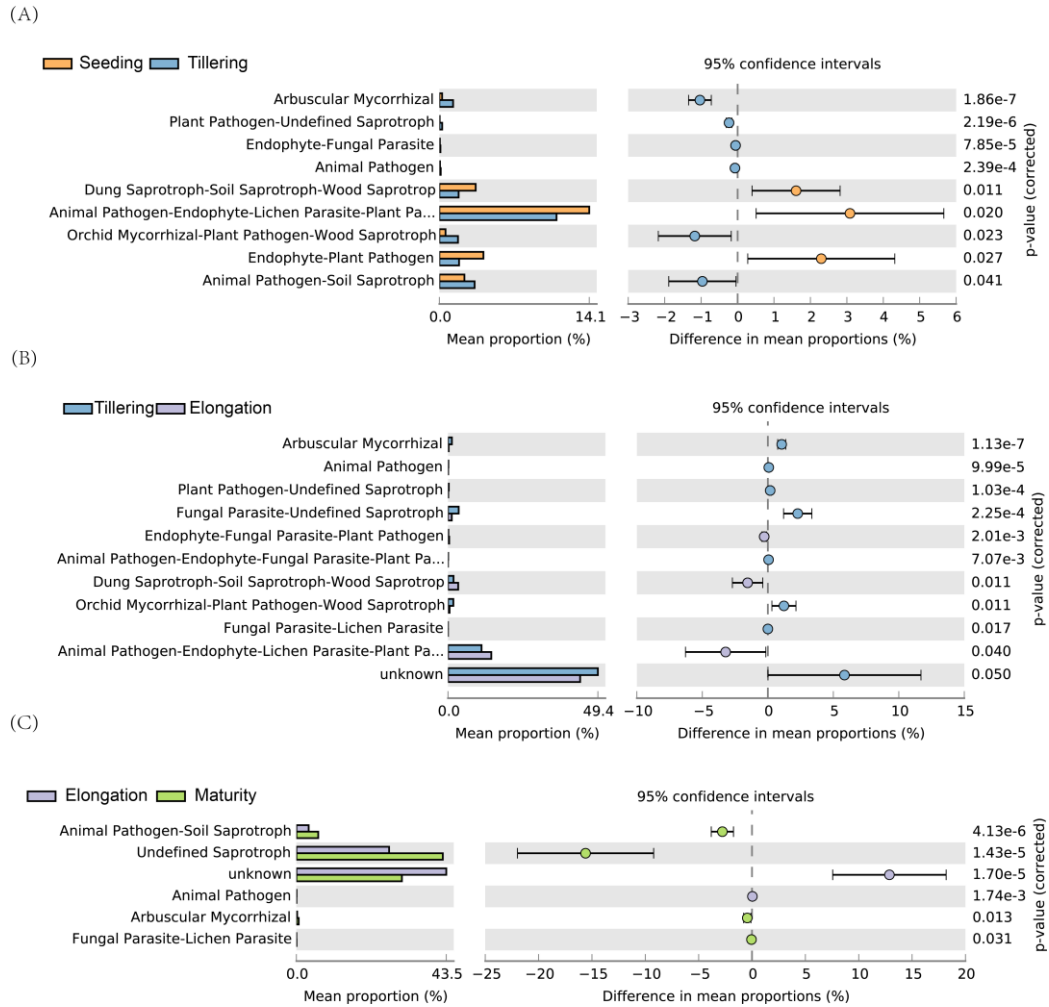 (A)
Seeding Tillering
95% confidence intervals
Arbuscular Mycorrhizal 1.86e-7
Plant Pathogen-Undefined Saprotroph 2.19e-6
Endophyte-Fungal Parasite 7.85e-5
Animal Pathogen 2.39e-4
Dung Saprotroph-Soil Saprotroph-Wood Saprotrop 0.011
Animal Pathogen-Endophyte-Lichen Parasite-Plant Pa... 0.020
Orchid Mycorrhizal-Plant Pathogen-Wood Saprotroph 0.023
Endophyte-Plant Pathogen 0.027
Animal Pathogen-Soil Saprotroph 0.041
p-value (corrected)
0.0 14.1 −3 −2 −1 0 1 2 3 4 5 6
Mean proportion (%) Difference in mean proportions (%)
(B)
Tillering Elongation
95% confidence intervals
Arbuscular Mycorrhizal 1.13e-7
Animal Pathogen 9.99e-5
Plant Pathogen-Undefined Saprotroph 1.03e-4
Fungal Parasite-Undefined Saprotroph 2.25e-4
Endophyte-Fungal Parasite-Plant Pathogen 2.01e-3
Animal Pathogen-Endophyte-Fungal Parasite-Plant Pa... 7.07e-3
Dung Saprotroph-Soil Saprotroph-Wood Saprotrop 0.011
Orchid Mycorrhizal-Plant Pathogen-Wood Saprotroph 0.011
Fungal Parasite-Lichen Parasite 0.017
Animal Pathogen-Endophyte-Lichen Parasite-Plant Pa... 0.040
unknown 0.050
p-value (corrected)
0.0 49.4 −10 −5 0 5 10 15
Mean proportion (%) Difference in mean proportions (%)
(C)
Elongation Maturity
95% confidence intervals
Animal Pathogen-Soil Saprotroph 4.13e-6
Undefined Saprotroph 1.43e-5
unknown 1.70e-5
Animal Pathogen 1.74e-3
Arbuscular Mycorrhizal 0.013
Fungal Parasite-Lichen Parasite 0.031
p-value (corrected)
0.0 43.5 −25 −20 −15 −10 −5 0 5 10 15 20
Mean proportion (%) Difference in mean proportions (%)